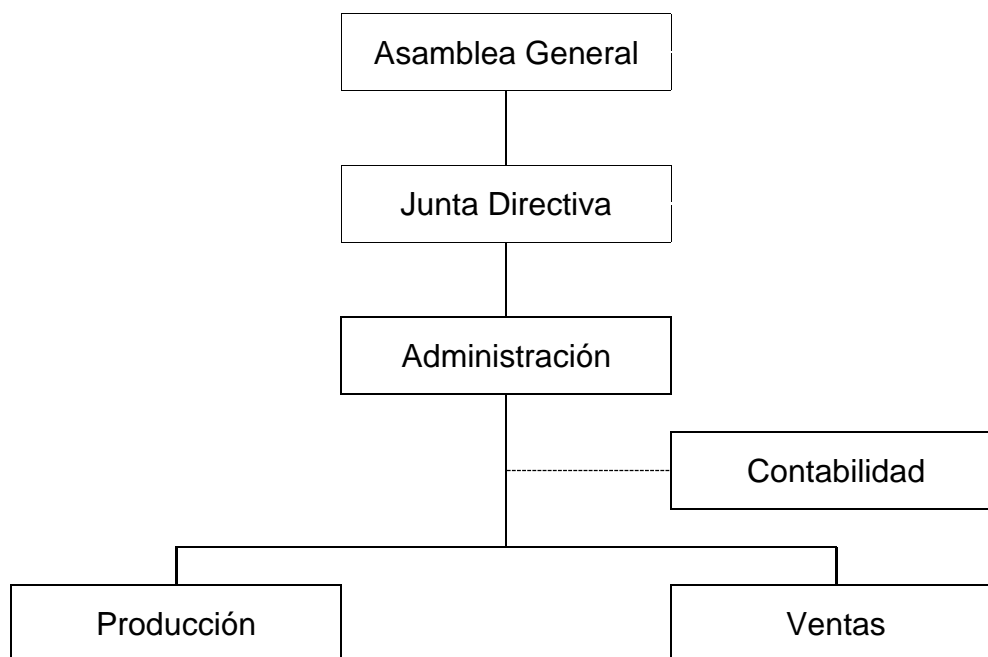 Asamblea General
Junta Directiva
Administración
Contabilidad
Producción
Ventas